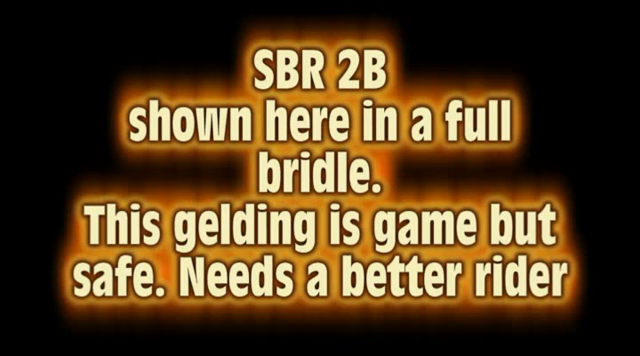 SBR 2B
shown here in a full
bridle.
This gelding is game but
safe. Needs a better rider